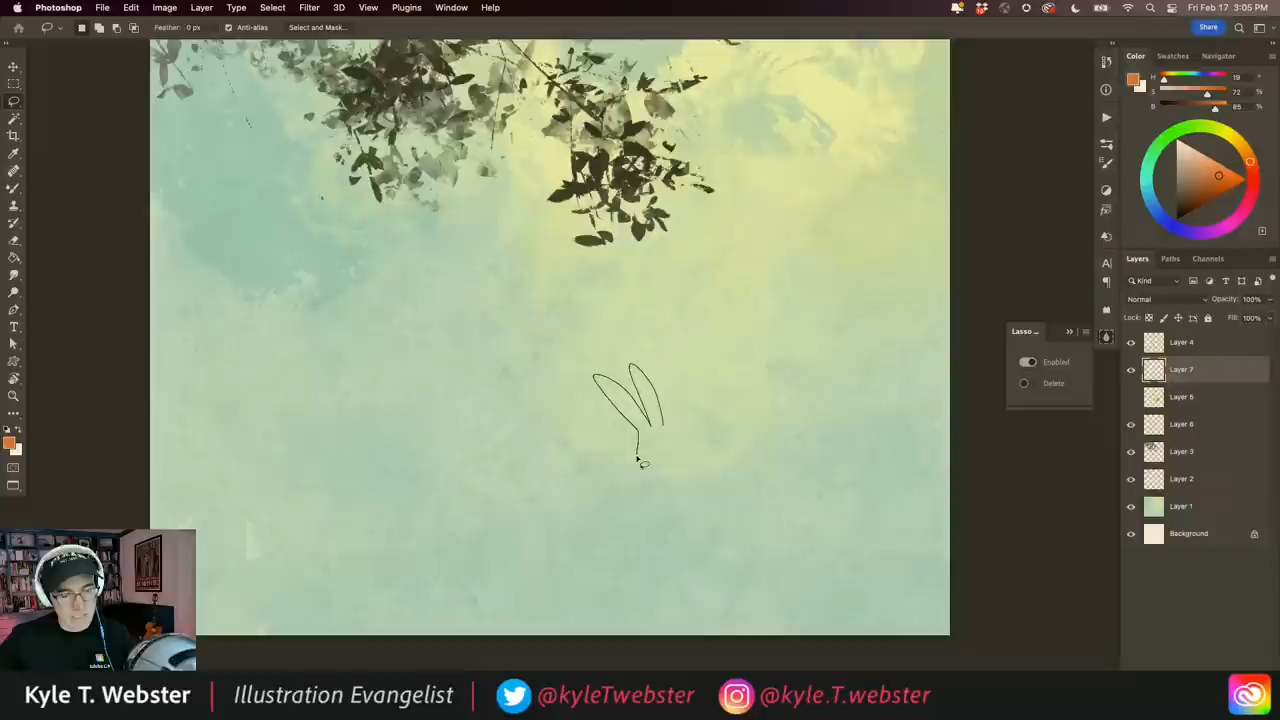 Photoshop File Edit Image Layer Type Select Filter 3D View Plugins Window Help Fri Feb 17 3:05 PM
Feather: 0 px Anti-alias Select and Mask... Share
Color Swatches Navigator
H 19 °
S 72 %
B 85 %
Layers Paths Channels
Kind
Normal Opacity: 100%
Lock: Fill: 100%
Lasso ...
Enabled
Delete
Layer 4
Layer 7
Layer 5
Layer 6
Layer 3
Layer 2
Layer 1
Background
Kyle T. Webster | Illustration Evangelist | @kyleTwebster @kyle.T.webster